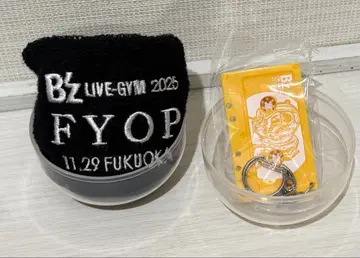 B'z LIVE-GYM 2025
FYOP
11.29 FUKUOKA
B'z